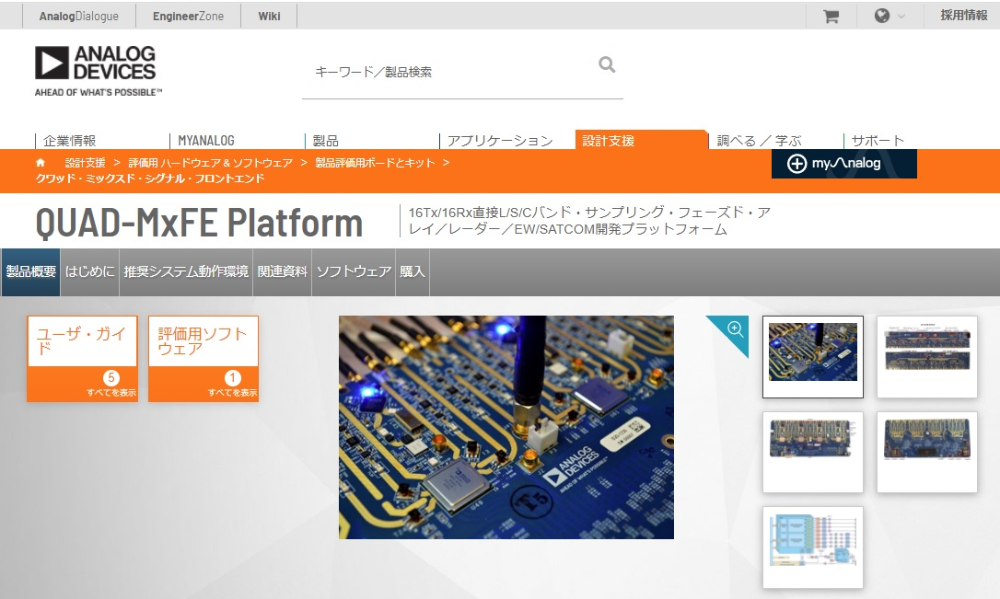 AnalogDialogue
EngineerZone
Wiki
採用情報
ANALOG
DEVICES
AHEAD OF WHAT'S POSSIBLE™
キーワード／製品検索
企業情報
MYANALOG
製品
アプリケーション
設計支援
調べる ／ 学ぶ
サポート
設計支援 > 評価用 ハードウェア & ソフトウェア > 製品評価用ボードとキット >
クワッド・ミックスド・シグナル・フロントエンド
myAnalog
QUAD-MxFE Platform
16Tx/16Rx直接L/S/Cバンド・サンプリング・フェーズド・ア
レイ／レーダー／EW/SATCOM開発プラットフォーム
製品概要
はじめに
推奨システム動作環境
関連資料
ソフトウェア
購入
ユーザ・ガイ
ド
5
すべてを表示
評価用ソフト
ウェア
1
すべてを表示
ANALOG
DEVICES
AHEAD OF WHAT'S POSSIBLE™